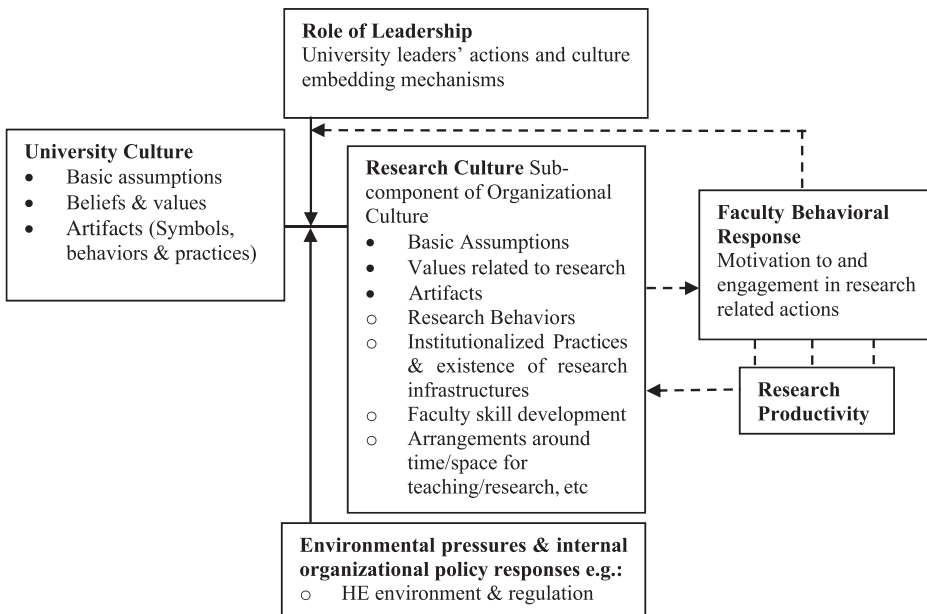 Role of Leadership
University leaders’ actions and culture
embedding mechanisms
University Culture
• Basic assumptions
• Beliefs & values
• Artifacts (Symbols,
behaviors & practices)
Research Culture Sub-
component of Organizational
Culture
• Basic Assumptions
• Values related to research
• Artifacts
○ Research Behaviors
○ Institutionalized Practices
& existence of research
infrastructures
○ Faculty skill development
○ Arrangements around
time/space for
teaching/research, etc
Faculty Behavioral
Response
Motivation to and
engagement in research
related actions
Research
Productivity
Environmental pressures & internal
organizational policy responses e.g.:
○ HE environment & regulation